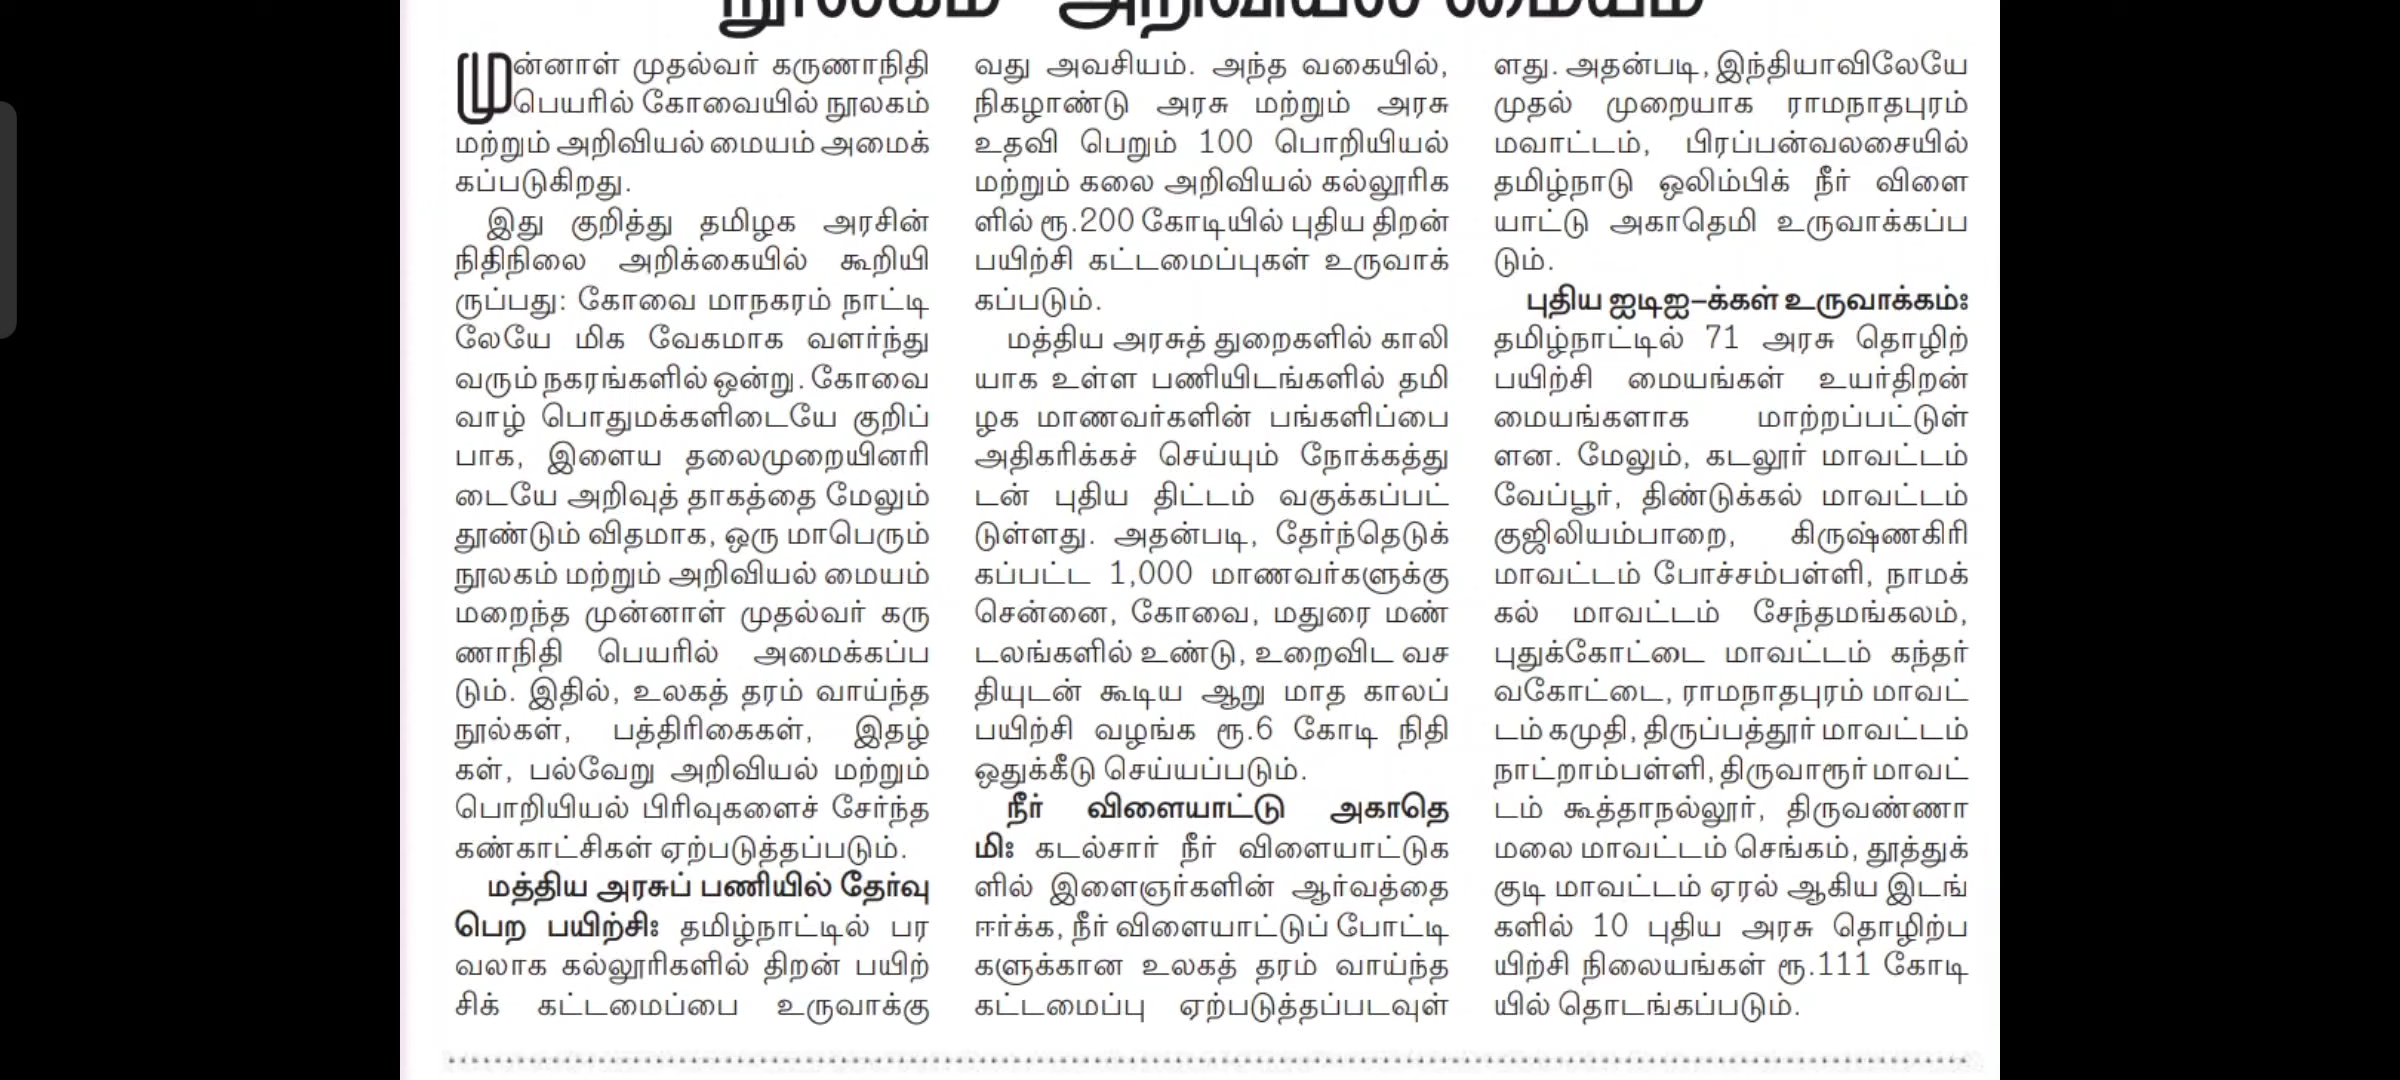 நூலகம் அறிவியல் மையம்
முன்னாள் முதல்வர் கருணாநிதி
பெயரில் கோவையில் நூலகம்
மற்றும் அறிவியல் மையம் அமைக்
கப்படுகிறது.
இது குறித்து தமிழக அரசின்
நிதிநிலை அறிக்கையில் கூறியி
ருப்பது: கோவை மாநகரம் நாட்டி
லேயே மிக வேகமாக வளர்ந்து
வரும் நகரங்களில் ஒன்று. கோவை
வாழ் பொதுமக்களிடையே குறிப்
பாக, இளைய தலைமுறையினரி
டையே அறிவுத் தாகத்தை மேலும்
தூண்டும் விதமாக, ஒரு மாபெரும்
நூலகம் மற்றும் அறிவியல் மையம்
மறைந்த முன்னாள் முதல்வர் கரு
ணாநிதி பெயரில் அமைக்கப்ப
டும். இதில், உலகத் தரம் வாய்ந்த
நூல்கள், பத்திரிகைகள், இதழ்
கள், பல்வேறு அறிவியல் மற்றும்
பொறியியல் பிரிவுகளைச் சேர்ந்த
கண்காட்சிகள் ஏற்படுத்தப்படும்.
மத்திய அரசுப் பணியில் தேர்வு
பெற பயிற்சி: தமிழ்நாட்டில் பர
வலாக கல்லூரிகளில் திறன் பயிற்
சிக் கட்டமைப்பை உருவாக்கு
வது அவசியம். அந்த வகையில்,
நிகழாண்டு அரசு மற்றும் அரசு
உதவி பெறும் 100 பொறியியல்
மற்றும் கலை அறிவியல் கல்லூரிக
ளில் ரூ.200 கோடியில் புதிய திறன்
பயிற்சி கட்டமைப்புகள் உருவாக்
கப்படும்.
மத்திய அரசுத் துறைகளில் காலி
யாக உள்ள பணியிடங்களில் தமி
ழக மாணவர்களின் பங்களிப்பை
அதிகரிக்கச் செய்யும் நோக்கத்து
டன் புதிய திட்டம் வகுக்கப்பட்
டுள்ளது. அதன்படி, தேர்ந்தெடுக்
கப்பட்ட 1,000 மாணவர்களுக்கு
சென்னை, கோவை, மதுரை மண்
டலங்களில் உண்டு, உறைவிட வச
தியுடன் கூடிய ஆறு மாத காலப்
பயிற்சி வழங்க ரூ.6 கோடி நிதி
ஒதுக்கீடு செய்யப்படும்.
நீர் விளையாட்டு அகாதெ
மி: கடல்சார் நீர் விளையாட்டுக
ளில் இளைஞர்களின் ஆர்வத்தை
ஈர்க்க, நீர் விளையாட்டுப் போட்டி
களுக்கான உலகத் தரம் வாய்ந்த
கட்டமைப்பு ஏற்படுத்தப்படவுள்
ளது. அதன்படி, இந்தியாவிலேயே
முதல் முறையாக ராமநாதபுரம்
மவாட்டம், பிரப்பன்வலசையில்
தமிழ்நாடு ஒலிம்பிக் நீர் விளை
யாட்டு அகாதெமி உருவாக்கப்ப
டும்.
புதிய ஐடிஐ-க்கள் உருவாக்கம்:
தமிழ்நாட்டில் 71 அரசு தொழிற்
பயிற்சி மையங்கள் உயர்திறன்
மையங்களாக மாற்றப்பட்டுள்
ளன. மேலும், கடலூர் மாவட்டம்
வேப்பூர், திண்டுக்கல் மாவட்டம்
குஜிலியம்பாறை, கிருஷ்ணகிரி
மாவட்டம் போச்சம்பள்ளி, நாமக்
கல் மாவட்டம் சேந்தமங்கலம்,
புதுக்கோட்டை மாவட்டம் கந்தர்
வகோட்டை, ராமநாதபுரம் மாவட்
டம் கமுதி, திருப்பத்தூர் மாவட்டம்
நாட்றாம்பள்ளி, திருவாரூர் மாவட்
டம் கூத்தாநல்லூர், திருவண்ணா
மலை மாவட்டம் செங்கம், தூத்துக்
குடி மாவட்டம் ஏரல் ஆகிய இடங்
களில் 10 புதிய அரசு தொழிற்ப
யிற்சி நிலையங்கள் ரூ.111 கோடி
யில் தொடங்கப்படும்.